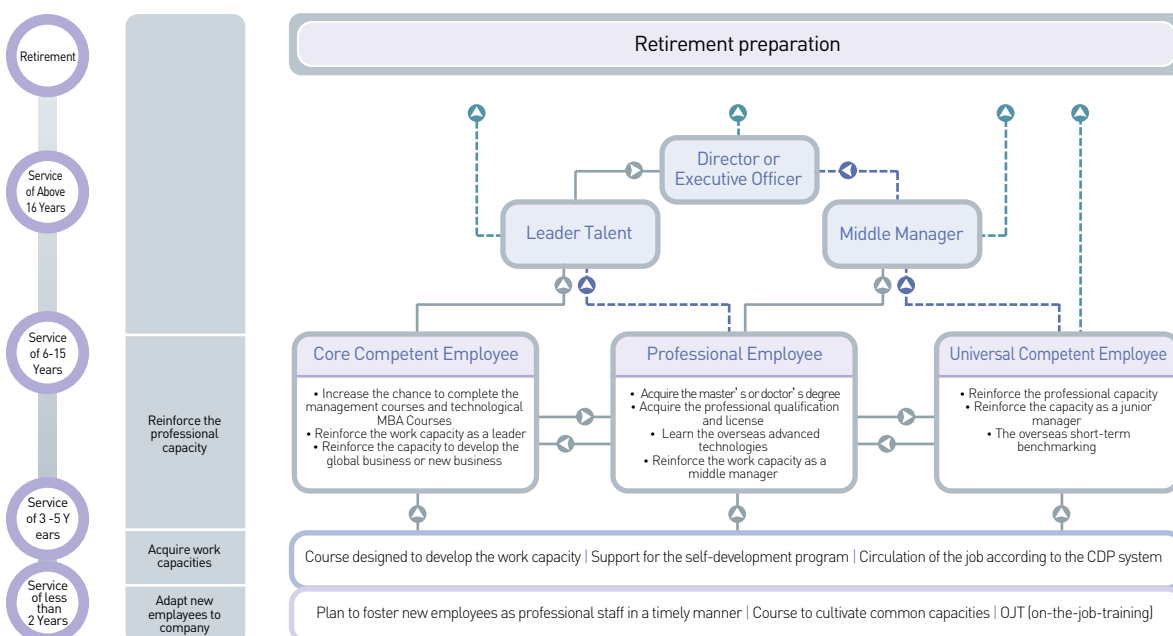 Retirement
Service
of Above
16 Years
Service
of 6-15
Years
Service
of 3 -5 Y
ears
Service
of less
than
2 Years
Reinforce the
professional
capacity
Acquire work
capacities
Adapt new
employees to
company
Retirement preparation
Director or
Executive Officer
Leader Talent
Middle Manager
Core Competent Employee
• Increase the chance to complete the
management courses and technological
MBA Courses
• Reinforce the work capacity as a leader
• Reinforce the capacity to develop the
global business or new business
Professional Employee
• Acquire the master’ s or doctor’ s degree
• Acquire the professional qualification
and license
• Learn the overseas advanced
technologies
• Reinforce the work capacity as a
middle manager
Universal Competent Employee
• Reinforce the professional capacity
• Reinforce the capacity as a junior
manager
• The overseas short-term
benchmarking
Course designed to develop the work capacity | Support for the self-development program | Circulation of the job according to the CDP system
Plan to foster new employees as professional staff in a timely manner | Course to cultivate common capacities | OJT (on-the-job-training)